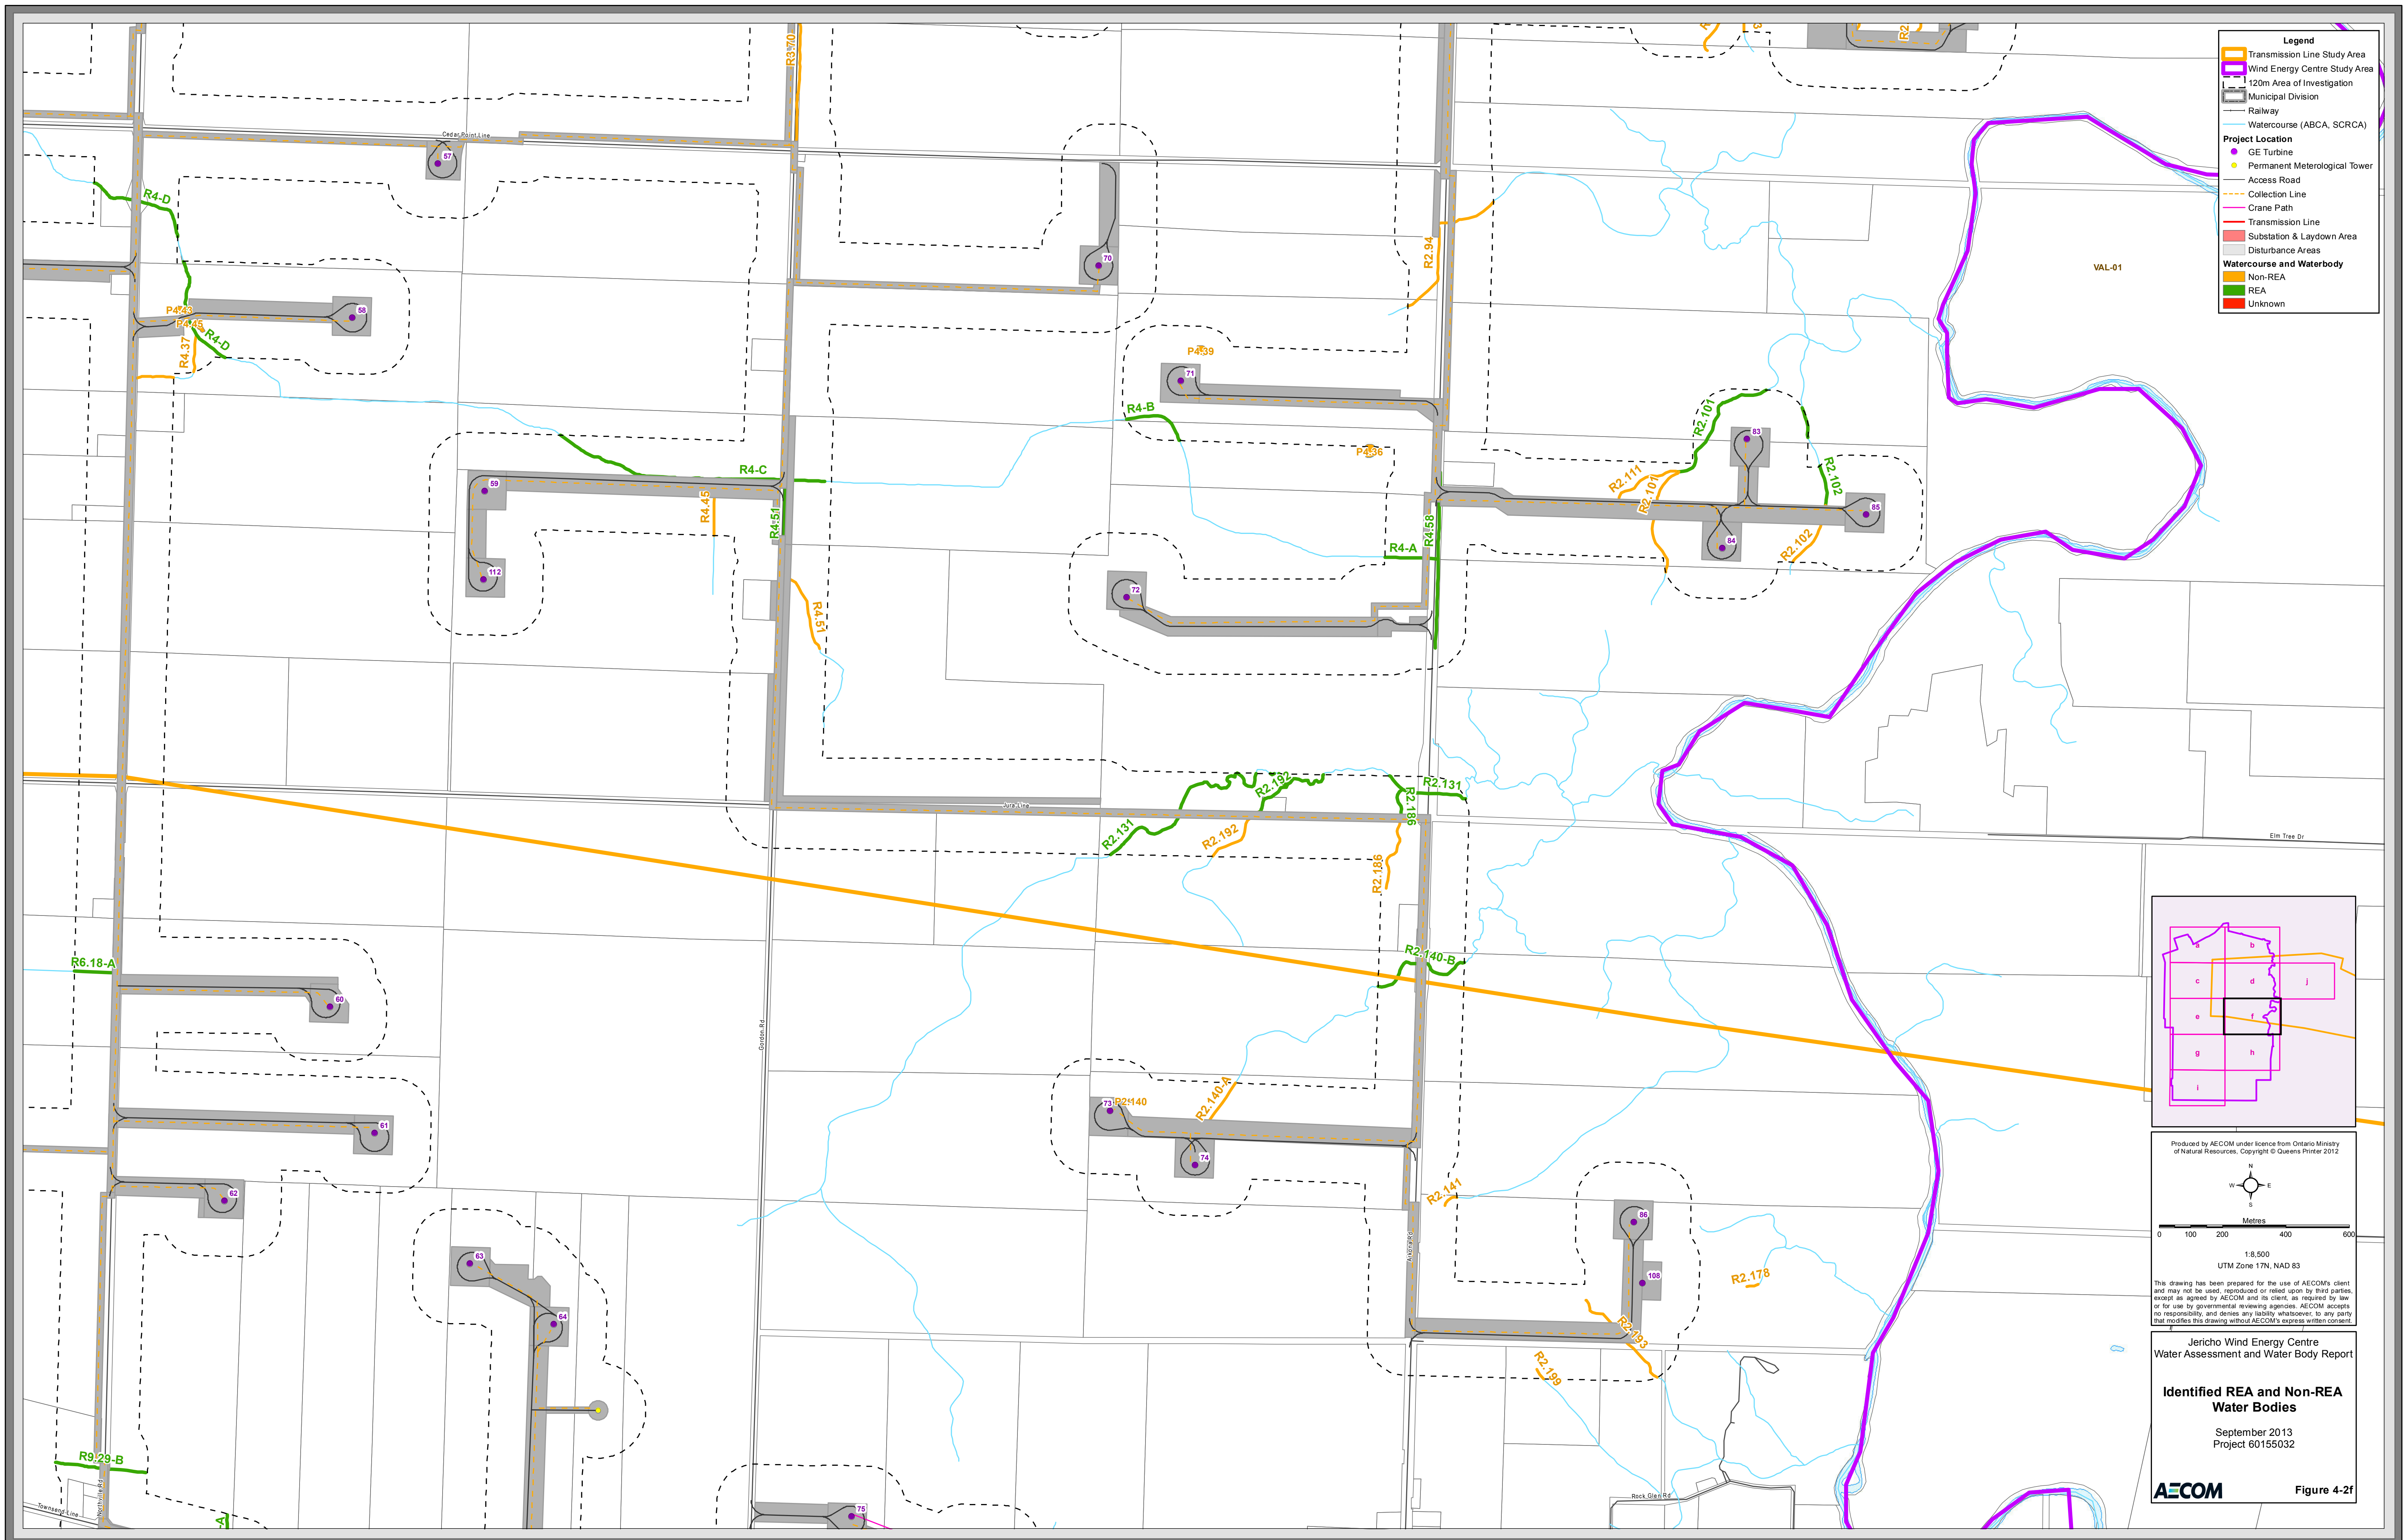 R3.70
Cedar Point Line
57
R4-D
70
R2.94
VAL-01
P4.43
P4.45
58
R4-D
R4.37
P4.39
71
R4-B
R2.101
83
P4.36
R4-C
59
R4.45
R4.51
R4.58
R2.111
R2.101
R2.102
85
84
R2.102
R4-A
112
72
R4.51
R2.192
R2.131
R2.186
Jura Line
R2.131
R2.192
R2.186
Elm Tree Dr
R6.18-A
60
R2.140-B
Gordon Rd
61
73
R2.140-A
74
62
R2.141
86
63
Arkona Rd
108
R2.178
64
R2.193
R2.199
R9.29-B
Northville Rd
Townsend Line
-A
75
Rock Glen Rd
Legend
Transmission Line Study Area
Wind Energy Centre Study Area
120m Area of Investigation
Municipal Division
Railway
Watercourse (ABCA, SCRCA)
Project Location
GE Turbine
Permanent Meterological Tower
Access Road
Collection Line
Crane Path
Transmission Line
Substation & Laydown Area
Disturbance Areas
Watercourse and Waterbody
Non-REA
REA
Unknown
a b
c d j
e f
g h
i
Produced by AECOM under licence from Ontario Ministry
of Natural Resources, Copyright © Queens Printer 2012
N
W E
S
Metres
0 100 200 400 600
1:8,500
UTM Zone 17N, NAD 83
This drawing has been prepared for the use of AECOM's client
and may not be used, reproduced or relied upon by third parties,
except as agreed by AECOM and its client, as required by law
or for use by governmental reviewing agencies. AECOM accepts
no responsibility, and denies any liability whatsoever, to any party
that modifies this drawing without AECOM's express written consent.
Jericho Wind Energy Centre
Water Assessment and Water Body Report
Identified REA and Non-REA
Water Bodies
September 2013
Project 60155032
AECOM
Figure 4-2f